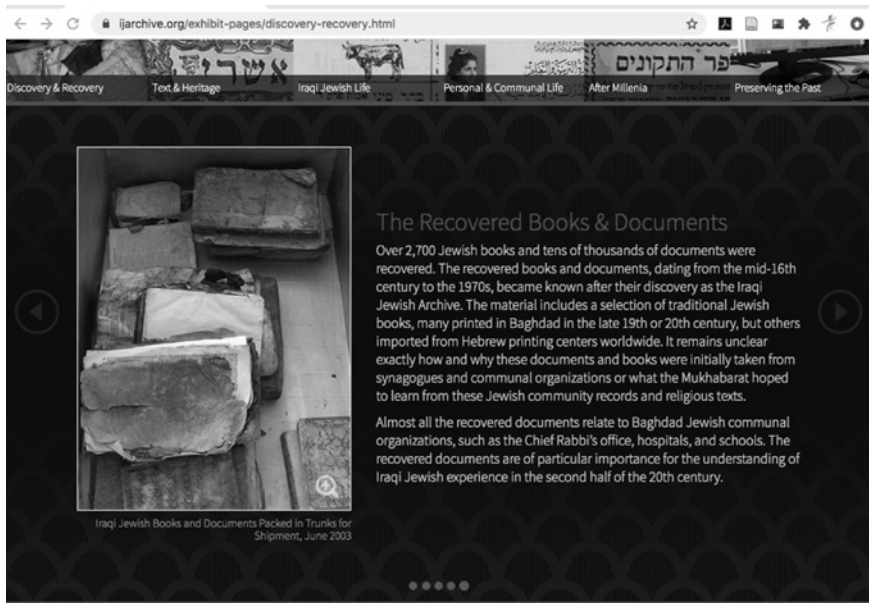 ijarchive.org/exhibit-pages/discovery-recovery.html
אשרי
פר התקונים
covery & Recovery
Text & Heritage
Iraqi Jewish Life
Personal & Communal Life
After Millenia
Preserving the Past
The Recovered Books & Documents
Over 2,700 Jewish books and tens of thousands of documents were
recovered. The recovered books and documents, dating from the mid-16th
century to the 1970s, became known after their discovery as the Iraqi
Jewish Archive. The material includes a selection of traditional Jewish
books, many printed in Baghdad in the late 19th or 20th century, but others
imported from Hebrew printing centers worldwide. It remains unclear
exactly how and why these documents and books were initially taken from
synagogues and communal organizations or what the Mukhabarat hoped
to learn from these Jewish community records and religious texts.
Almost all the recovered documents relate to Baghdad Jewish communal
organizations, such as the Chief Rabbi's office, hospitals, and schools. The
recovered documents are of particular importance for the understanding of
Iraqi Jewish experience in the second half of the 20th century.
Iraqi Jewish Books and Documents Packed in Trunks for
Shipment, June 2003